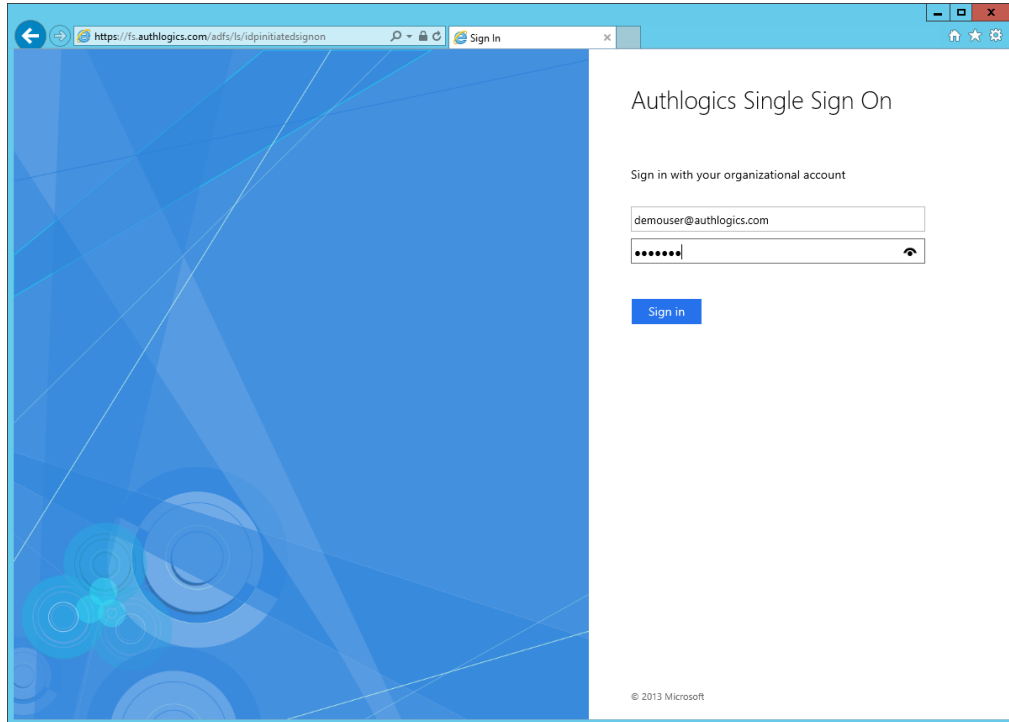 https://fs.authlogics.com/adfs/ls/idpinitiatedsignon
Sign In
Authlogics Single Sign On
Sign in with your organizational account
demouser@authlogics.com
•••••••
Sign in
© 2013 Microsoft